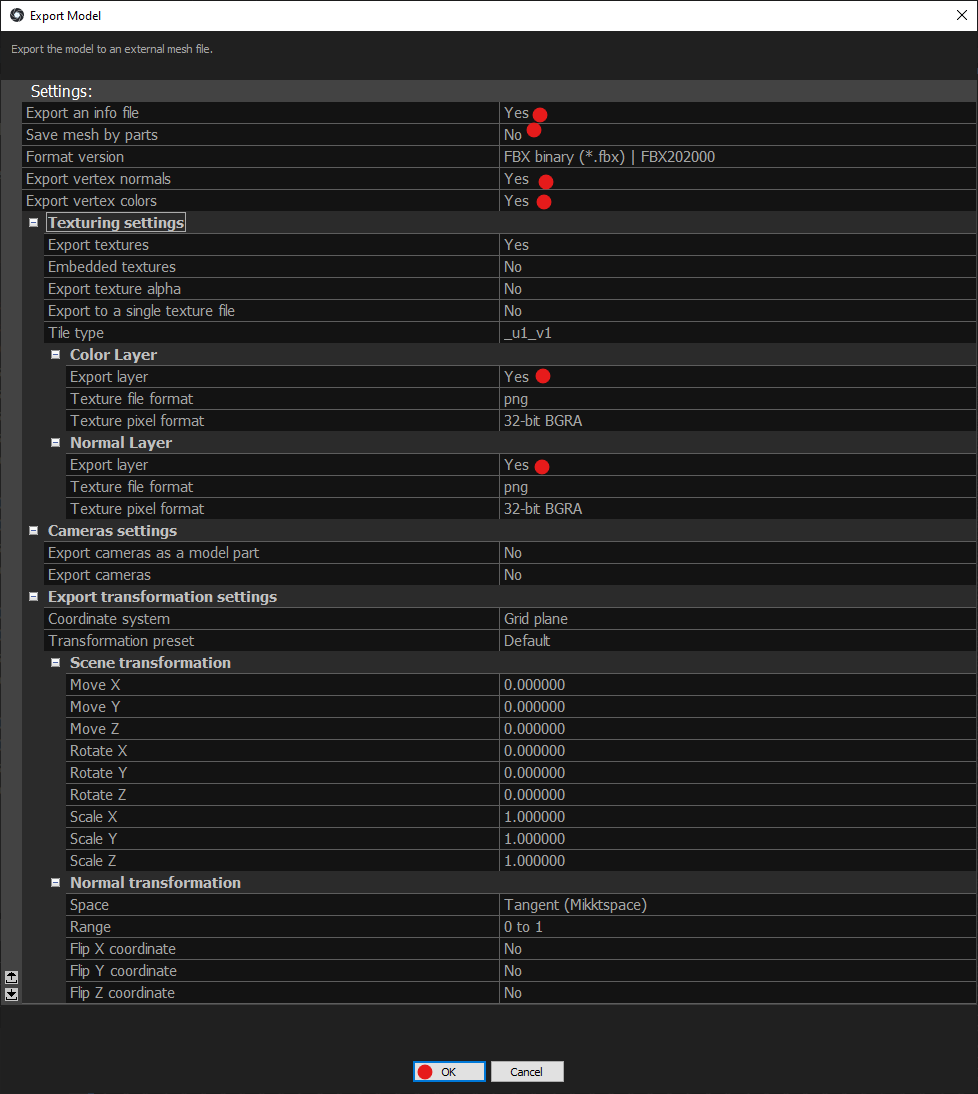 Export Model
Export the model to an external mesh file.
Settings:
Export an info file Yes
Save mesh by parts No
Format version FBX binary (*.fbx) | FBX202000
Export vertex normals Yes
Export vertex colors Yes
Texturing settings
Export textures Yes
Embedded textures No
Export texture alpha No
Export to a single texture file No
Tile type _u1_v1
Color Layer
Export layer Yes
Texture file format png
Texture pixel format 32-bit BGRA
Normal Layer
Export layer Yes
Texture file format png
Texture pixel format 32-bit BGRA
Cameras settings
Export cameras as a model part No
Export cameras No
Export transformation settings
Coordinate system Grid plane
Transformation preset Default
Scene transformation
Move X 0.000000
Move Y 0.000000
Move Z 0.000000
Rotate X 0.000000
Rotate Y 0.000000
Rotate Z 0.000000
Scale X 1.000000
Scale Y 1.000000
Scale Z 1.000000
Normal transformation
Space Tangent (Mikktspace)
Range 0 to 1
Flip X coordinate No
Flip Y coordinate No
Flip Z coordinate No
OK Cancel